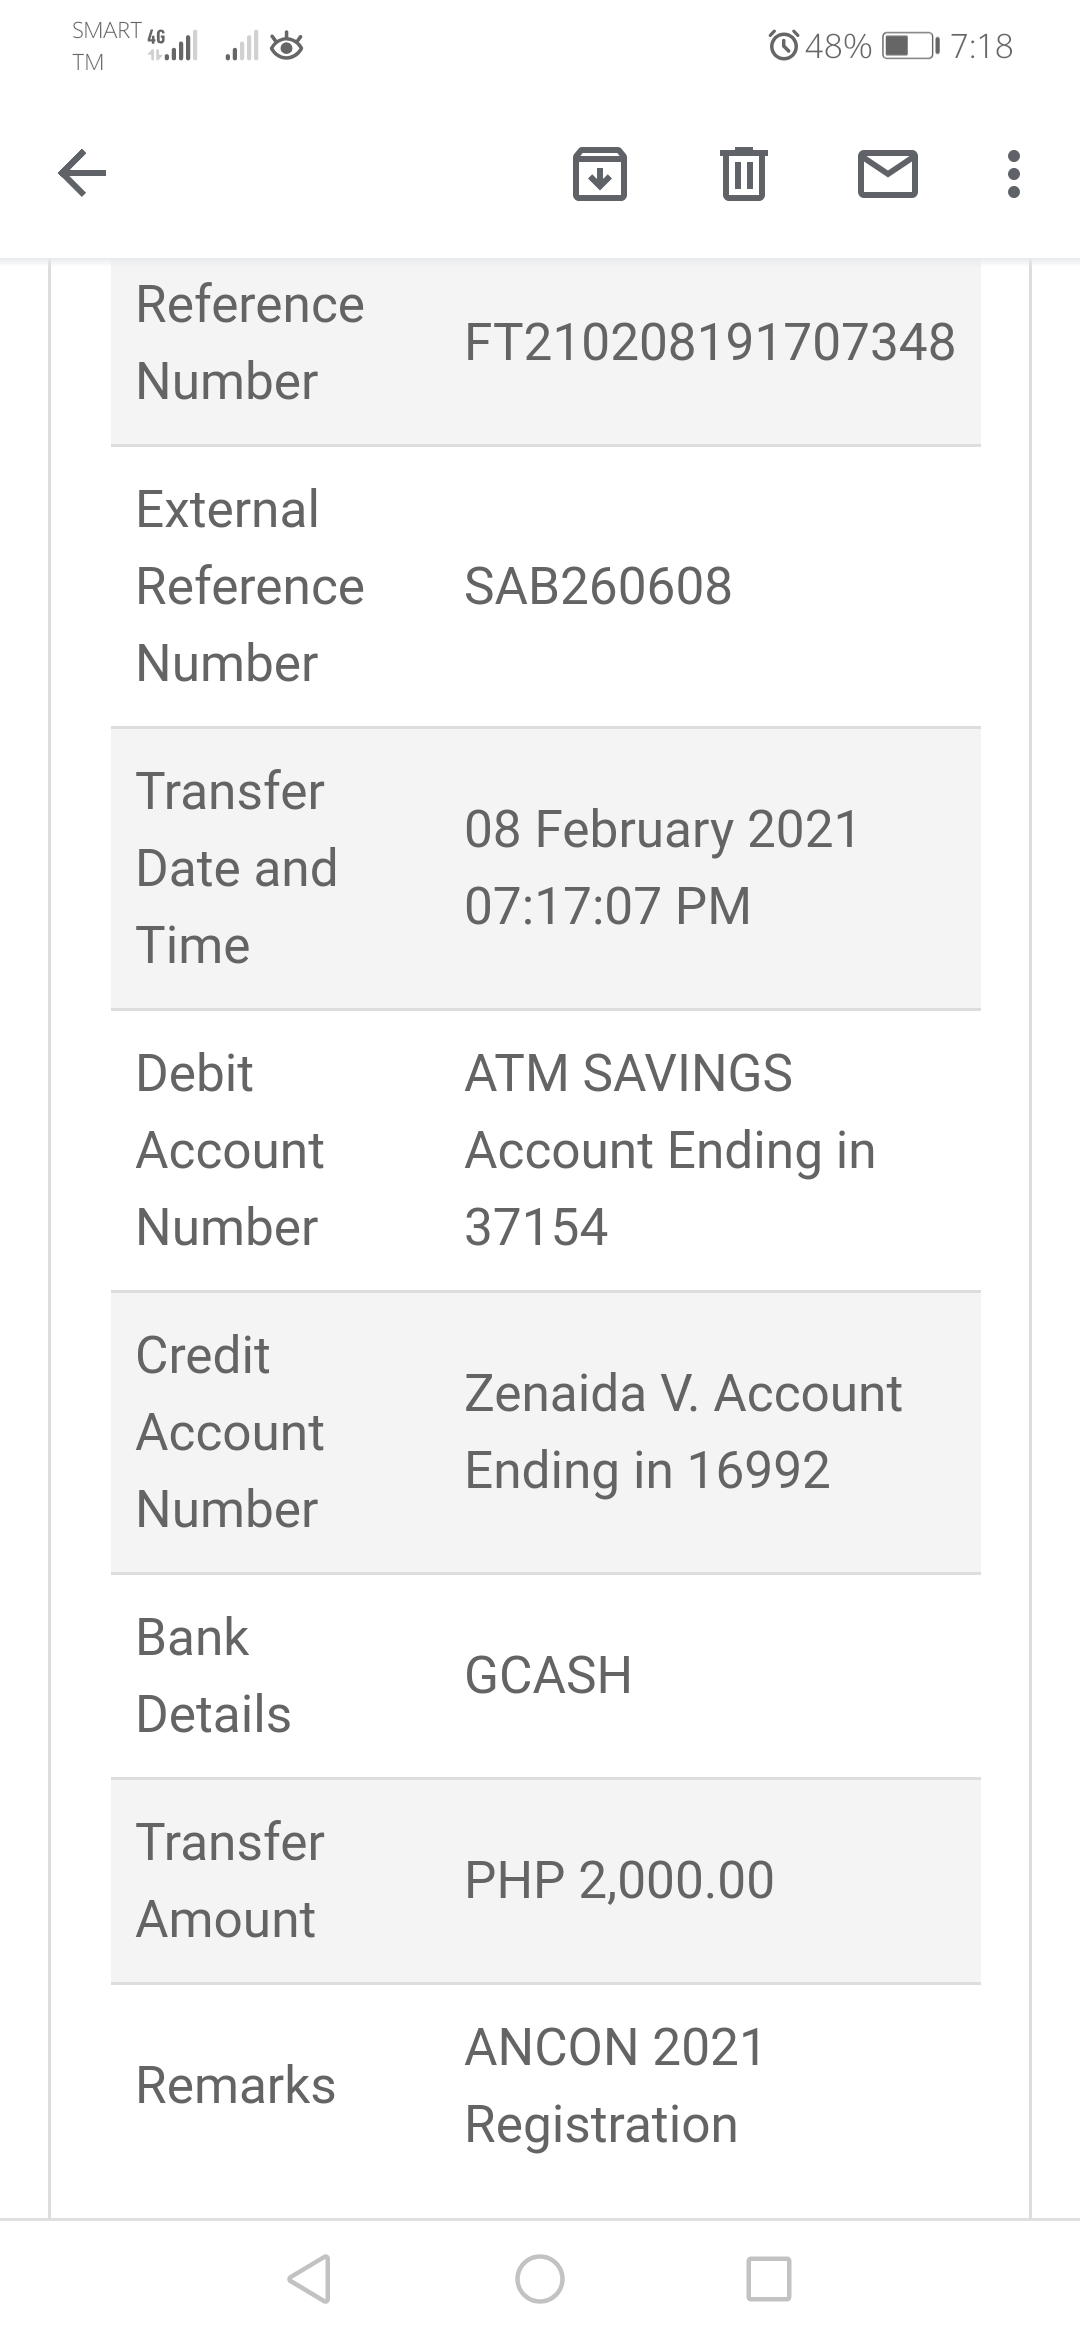 SMART 4G 48% 7:18
TM
Reference
Number
FT210208191707348
External
Reference
Number
SAB260608
Transfer
Date and
Time
08 February 2021
07:17:07 PM
Debit
Account
Number
ATM SAVINGS
Account Ending in
37154
Credit
Account
Number
Zenaida V. Account
Ending in 16992
Bank
Details
GCASH
Transfer
Amount
PHP 2,000.00
Remarks
ANCON 2021
Registration